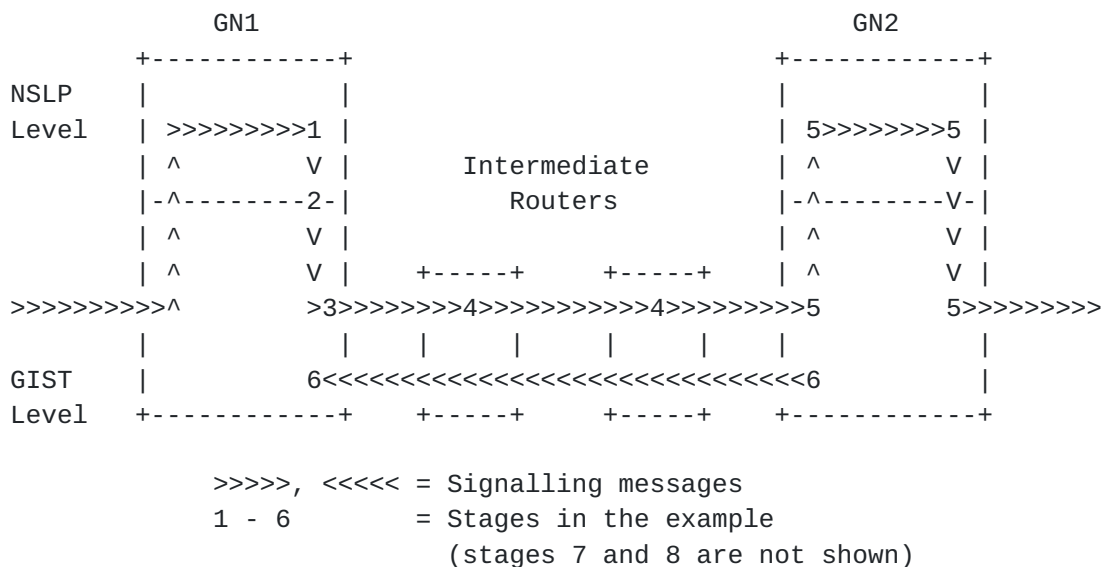 GN1                                     GN2
        +------------+                           +------------+
NSLP    |            |                           |            |
Level   | >>>>>>>>>1 |                           | 5>>>>>>>>5 |
        | ^        V |       Intermediate        | ^        V |
        |-^--------2-|          Routers          |-^--------V-|
        | ^        V |                           | ^        V |
        | ^        V |    +-----+     +-----+    | ^        V |
>>>>>>>>>>^        >3>>>>>>>>4>>>>>>>>>>>4>>>>>>>>>5        5>>>>>>>>>
        |            |    |     |     |     |    |            |
GIST    |          6<<<<<<<<<<<<<<<<<<<<<<<<<<<<<<<6          |
Level   +------------+    +-----+     +-----+    +------------+

             >>>>>, <<<<< = Signalling messages
             1 - 6        = Stages in the example
                            (stages 7 and 8 are not shown)